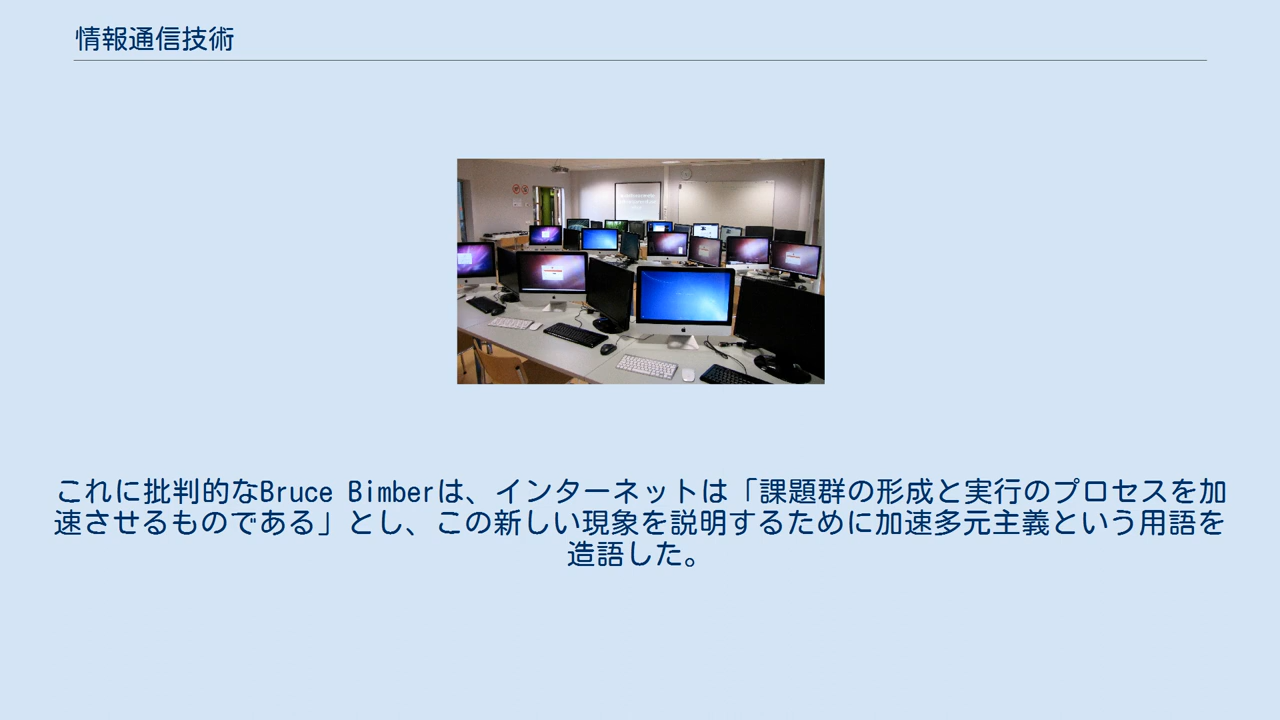 情報通信技術
これに批判的なBruce Bimberは、インターネットは「課題群の形成と実行のプロセスを加
速させるものである」とし、この新しい現象を説明するために加速多元主義という用語を
造語した。